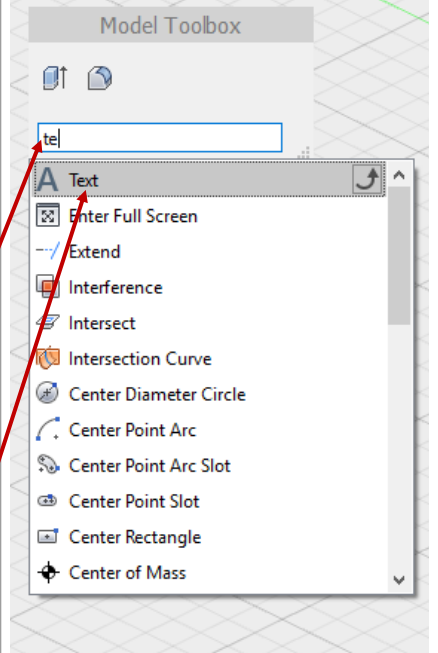 Model Toolbox
te
Text
Enter Full Screen
Extend
Interference
Intersect
Intersection Curve
Center Diameter Circle
Center Point Arc
Center Point Arc Slot
Center Point Slot
Center Rectangle
Center of Mass